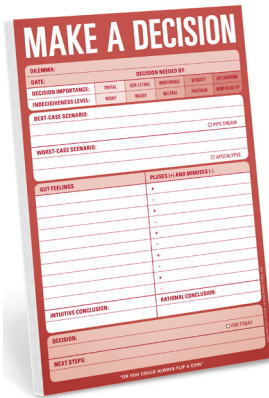 MAKE A DECISION
DILEMMA:
DATE: DECISION NEEDED BY:
DECISION IMPORTANCE: TRIVIAL NON-LETHAL NOTEWORTHY WEIGHTY LIFE-CHANGING
INDECISIVENESS LEVEL: WISHY WASHY NEUTRAL PARTISAN MIND MADE UP
BEST-CASE SCENARIO:
☐ PIPE DREAM
WORST-CASE SCENARIO:
☐ APOCALYPSE
GUT FEELINGS PLUSES (+) AND MINUSES (-)
+
-
+
-
+
-
+
-
+
-
INTUITIVE CONCLUSION: RATIONAL CONCLUSION:
DECISION:
☐ FOR TODAY
NEXT STEPS:
"OR YOU COULD ALWAYS FLIP A COIN"